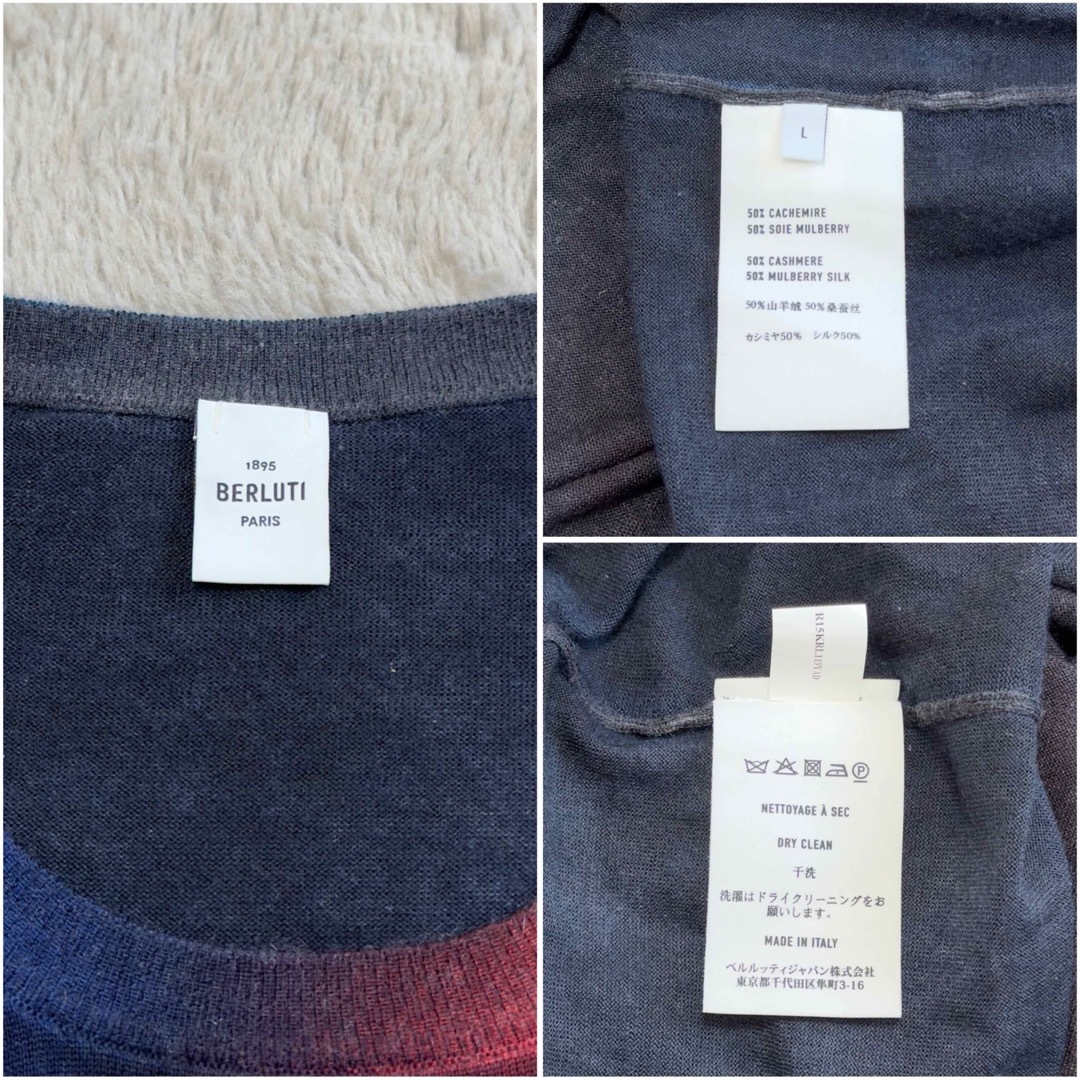 1895
BERLUTI
PARIS
L
50% CACHEMIRE
50% SOIE MULBERRY
50% CASHMERE
50% MULBERRY SILK
50%山羊绒 50%桑蚕丝
カシミヤ50% シルク50%
NETTOYAGE À SEC
DRY CLEAN
干洗
洗濯はドライクリーニングをお
願いします。
MADE IN ITALY
ベルルッティジャパン株式会社
東京都千代田区隼町3-16